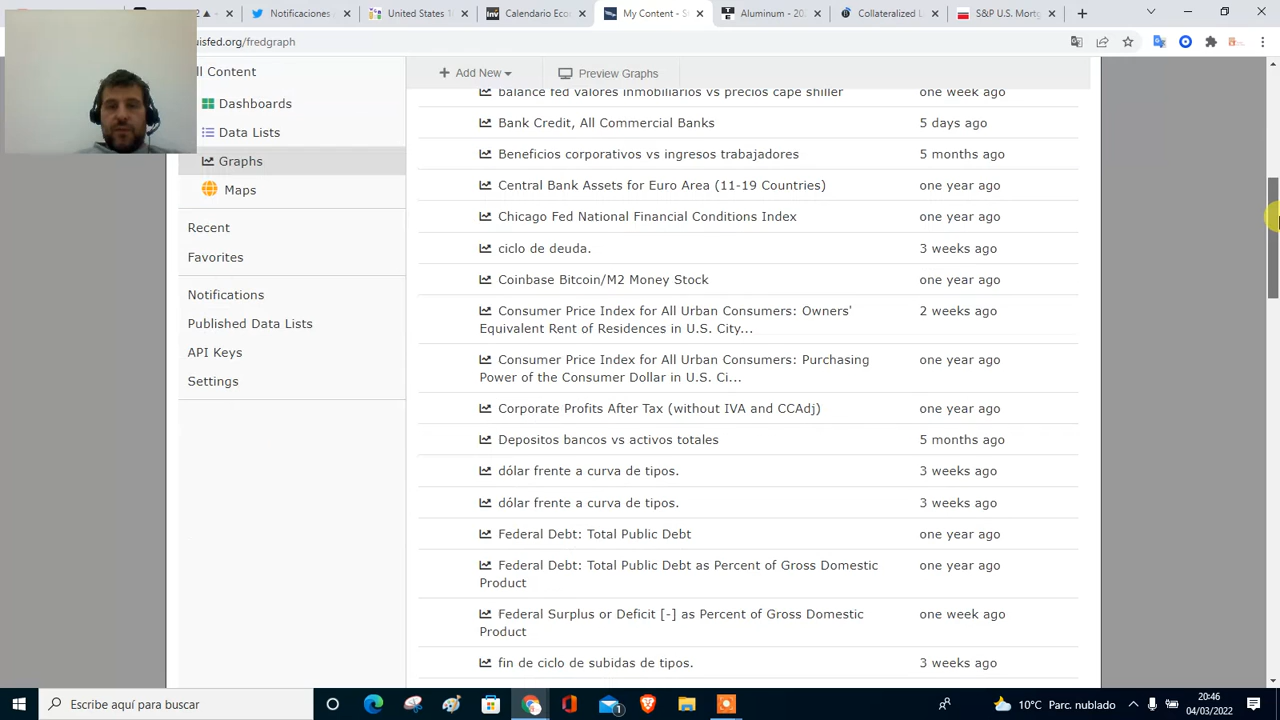 2
Notificaciones
United States 1
Calendario Eco
My Content - S
Aluminum - 20
Collateralized L
S&P U.S. Mort
uisfed.org/fredgraph
ll Content
Dashboards
Data Lists
Graphs
Maps
Recent
Favorites
Notifications
Published Data Lists
API Keys
Settings
Add New
Preview Graphs
balance fed valores inmobiliarios vs precios cape shiller one week ago
Bank Credit, All Commercial Banks 5 days ago
Beneficios corporativos vs ingresos trabajadores 5 months ago
Central Bank Assets for Euro Area (11-19 Countries) one year ago
Chicago Fed National Financial Conditions Index one year ago
ciclo de deuda. 3 weeks ago
Coinbase Bitcoin/M2 Money Stock one year ago
Consumer Price Index for All Urban Consumers: Owners' 2 weeks ago
Equivalent Rent of Residences in U.S. City...
Consumer Price Index for All Urban Consumers: Purchasing one year ago
Power of the Consumer Dollar in U.S. Ci...
Corporate Profits After Tax (without IVA and CCAdj) one year ago
Depositos bancos vs activos totales 5 months ago
dólar frente a curva de tipos. 3 weeks ago
dólar frente a curva de tipos. 3 weeks ago
Federal Debt: Total Public Debt one year ago
Federal Debt: Total Public Debt as Percent of Gross Domestic one year ago
Product
Federal Surplus or Deficit [-] as Percent of Gross Domestic one week ago
Product
fin de ciclo de subidas de tipos. 3 weeks ago
Escribe aquí para buscar
1
10°C Parc. nublado
20:46
04/03/2022